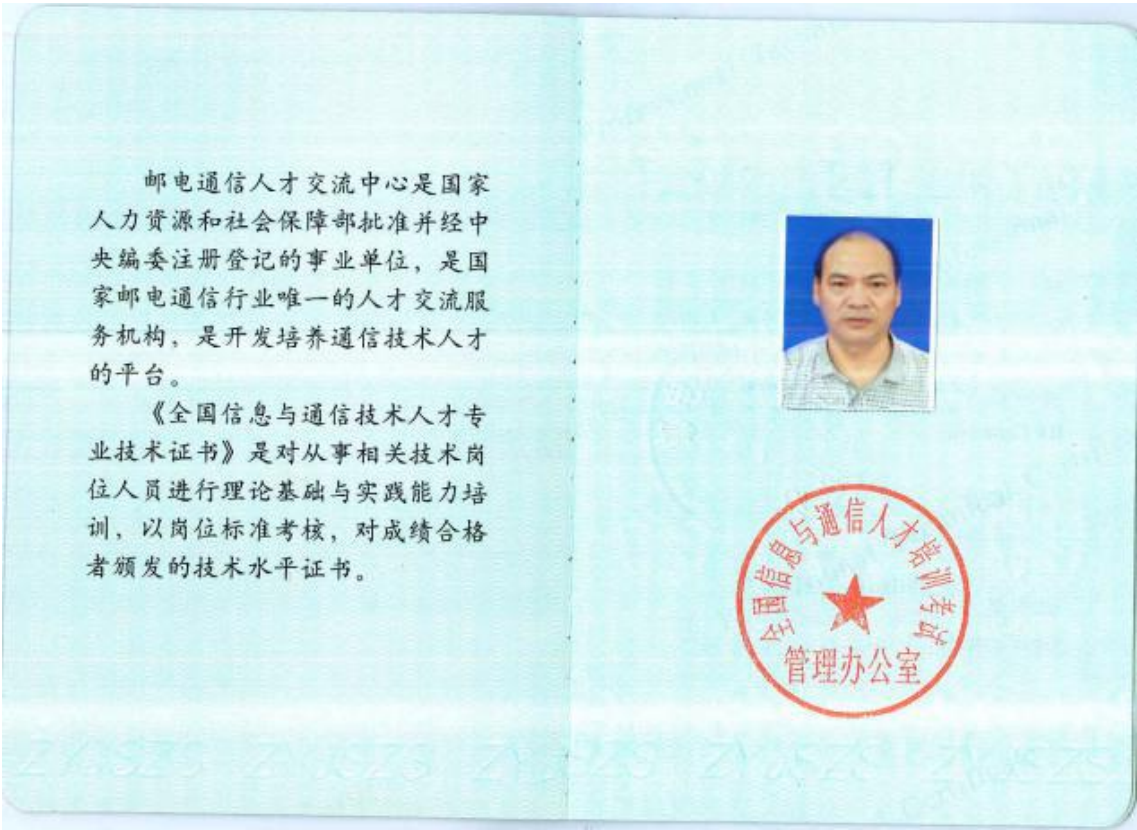 邮电通信人才交流中心是国家
人力资源和社会保障部批准并经中
央编委注册登记的事业单位，是国
家邮电通信行业唯一的人才交流服
务机构，是开发培养通信技术人才
的平台。
《全国信息与通信技术人才专
业技术证书》是对从事相关技术岗
位人员进行理论基础与实践能力培
训，以岗位标准考核，对成绩合格
者颁发的技术水平证书。
全国信息与通信人才培训考试
管理办公室